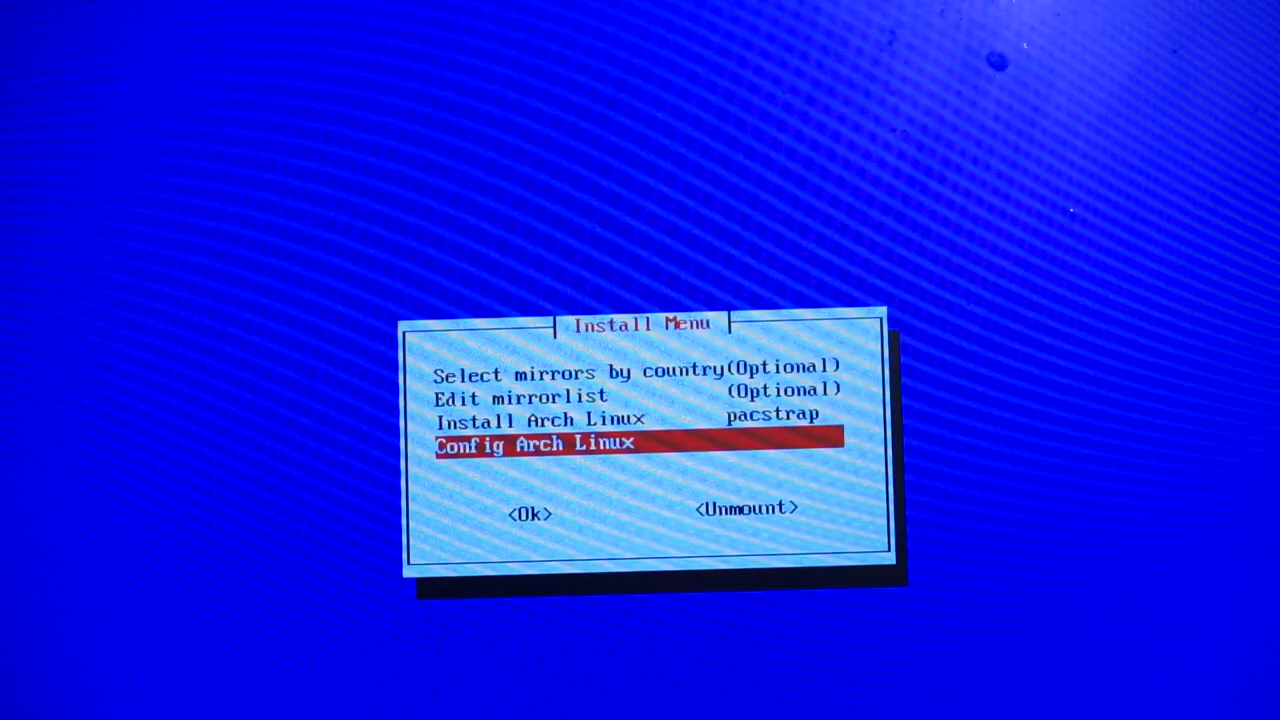 Install Menu
Select mirrors by country(Optional)
Edit mirrorlist (Optional)
Install Arch Linux pacstrap
Config Arch Linux
<Ok> <Unmount>